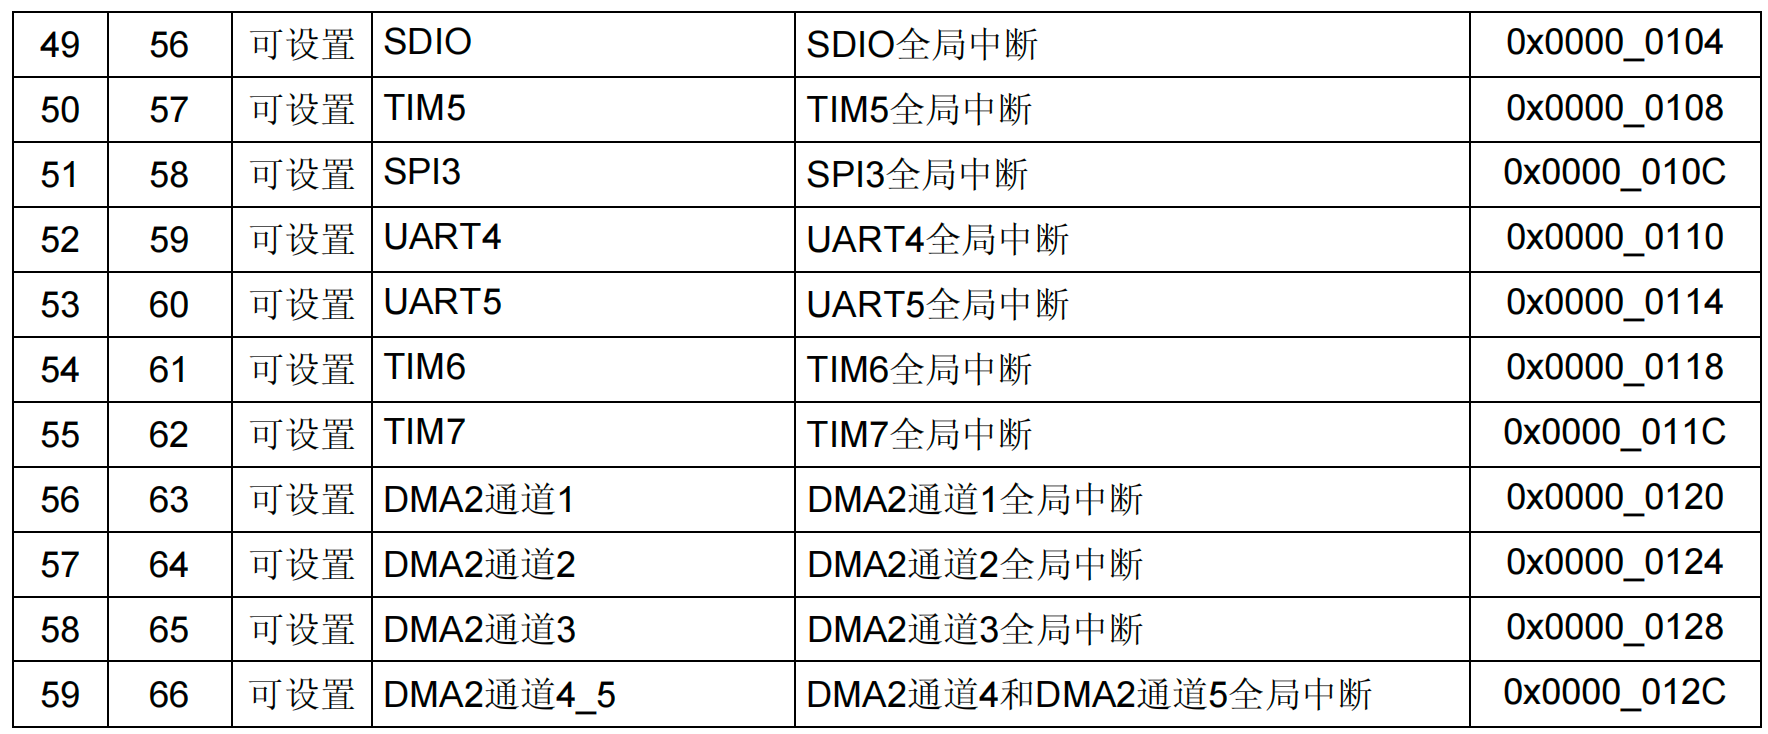 49 56 可设置 SDIO SDIO全局中断 0x0000_0104
50 57 可设置 TIM5 TIM5全局中断 0x0000_0108
51 58 可设置 SPI3 SPI3全局中断 0x0000_010C
52 59 可设置 UART4 UART4全局中断 0x0000_0110
53 60 可设置 UART5 UART5全局中断 0x0000_0114
54 61 可设置 TIM6 TIM6全局中断 0x0000_0118
55 62 可设置 TIM7 TIM7全局中断 0x0000_011C
56 63 可设置 DMA2通道1 DMA2通道1全局中断 0x0000_0120
57 64 可设置 DMA2通道2 DMA2通道2全局中断 0x0000_0124
58 65 可设置 DMA2通道3 DMA2通道3全局中断 0x0000_0128
59 66 可设置 DMA2通道4_5 DMA2通道4和DMA2通道5全局中断 0x0000_012C